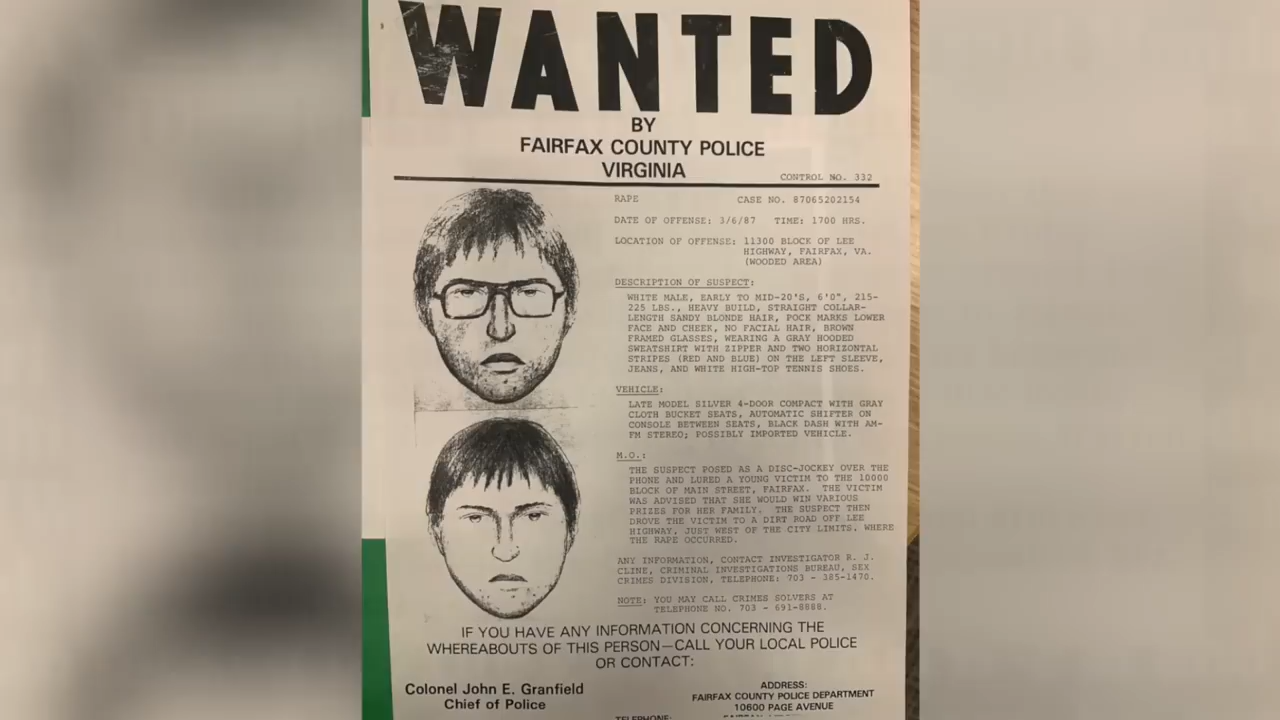 WANTED
BY
FAIRFAX COUNTY POLICE
VIRGINIA
CONTROL NO. 332
RAPE CASE NO. 87065202154
DATE OF OFFENSE: 3/6/87 TIME: 1700 HRS.
LOCATION OF OFFENSE: 11300 BLOCK OF LEE
HIGHWAY, FAIRFAX, VA.
(WOODED AREA)
DESCRIPTION OF SUSPECT:
WHITE MALE, EARLY TO MID-20'S, 6'0", 215-
225 LBS., HEAVY BUILD, STRAIGHT COLLAR-
LENGTH SANDY BLONDE HAIR, POCK MARKS LOWER
FACE AND CHEEK, NO FACIAL HAIR, BROWN
FRAMED GLASSES, WEARING A GRAY HOODED
SWEATSHIRT WITH ZIPPER AND TWO HORIZONTAL
STRIPES (RED AND BLUE) ON THE LEFT SLEEVE,
JEANS, AND WHITE HIGH-TOP TENNIS SHOES.
VEHICLE:
LATE MODEL SILVER 4-DOOR COMPACT WITH GRAY
CLOTH BUCKET SEATS, AUTOMATIC SHIFTER ON
CONSOLE BETWEEN SEATS, BLACK DASH WITH AM-
FM STEREO; POSSIBLY IMPORTED VEHICLE.
M.O.:
THE SUSPECT POSED AS A DISC-JOCKEY OVER THE
PHONE AND LURED A YOUNG VICTIM TO THE 10000
BLOCK OF MAIN STREET, FAIRFAX. THE VICTIM
WAS ADVISED THAT SHE WOULD WIN VARIOUS
PRIZES FOR HER FAMILY. THE SUSPECT THEN
DROVE THE VICTIM TO A DIRT ROAD OFF LEE
HIGHWAY, JUST WEST OF THE CITY LIMITS, WHERE
THE RAPE OCCURRED.
ANY INFORMATION, CONTACT INVESTIGATOR R. J.
CLINE, CRIMINAL INVESTIGATIONS BUREAU, SEX
CRIMES DIVISION, TELEPHONE: 703 - 385-1470.
NOTE: YOU MAY CALL CRIMES SOLVERS AT
TELEPHONE NO. 703 - 691-8888.
IF YOU HAVE ANY INFORMATION CONCERNING THE
WHEREABOUTS OF THIS PERSON—CALL YOUR LOCAL POLICE
OR CONTACT:
Colonel John E. Granfield
Chief of Police
ADDRESS:
FAIRFAX COUNTY POLICE DEPARTMENT
10600 PAGE AVENUE
TELEPHONE: